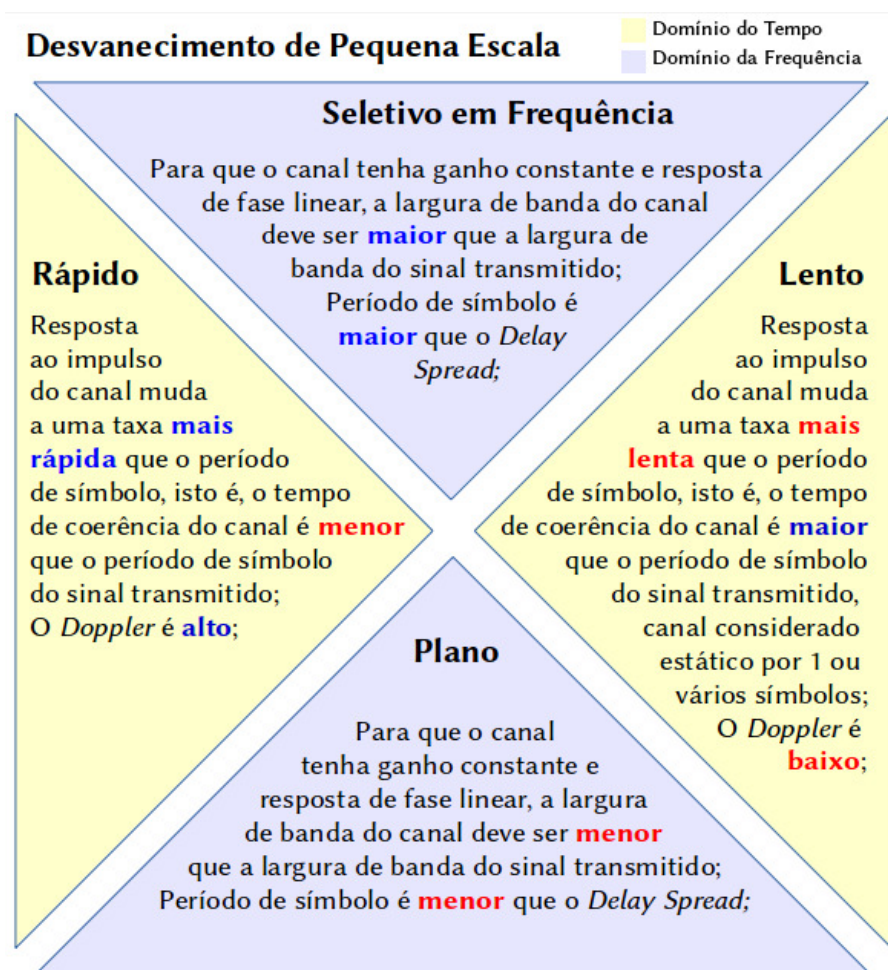 Desvanecimento de Pequena Escala
Domínio do Tempo
Domínio da Frequência
Seletivo em Frequência
Para que o canal tenha ganho constante e resposta
de fase linear, a largura de banda do canal
deve ser maior que a largura de
banda do sinal transmitido;
Período de símbolo é
maior que o Delay
Spread;
Rápido
Resposta
ao impulso
do canal muda
a uma taxa mais
rápida que o período
de símbolo, isto é, o tempo
de coerência do canal é menor
que o período de símbolo
do sinal transmitido;
O Doppler é alto;
Lento
Resposta
ao impulso
do canal muda
a uma taxa mais
lenta que o período
de símbolo, isto é, o tempo
de coerência do canal é maior
que o período de símbolo
do sinal transmitido,
canal considerado
estático por 1 ou
vários símbolos;
O Doppler é
baixo;
Plano
Para que o canal
tenha ganho constante e
resposta de fase linear, a largura
de banda do canal deve ser menor
que a largura de banda do sinal transmitido;
Período de símbolo é menor que o Delay Spread;